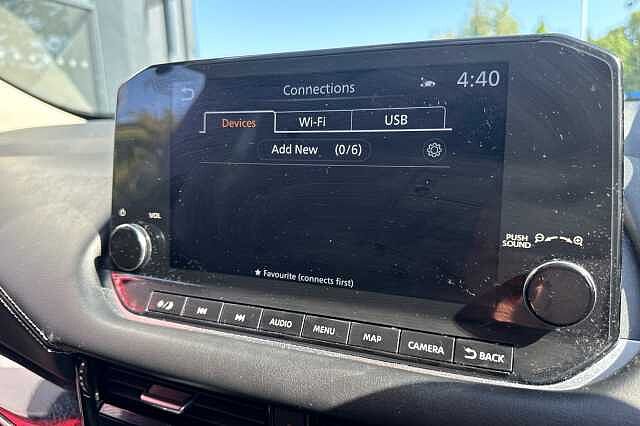 Connections
4:40
Devices
Wi-Fi
USB
Add New (0/6)
VOL
PUSH
SOUND
★ Favourite (connects first)
AUDIO
MENU
MAP
CAMERA
BACK